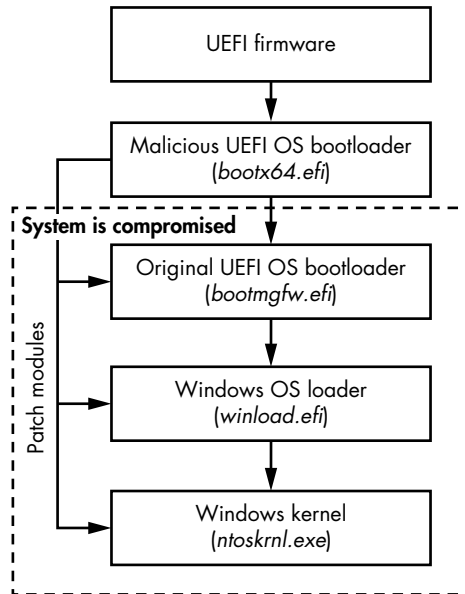 UEFI firmware
Malicious UEFI OS bootloader
(bootx64.efi)
System is compromised
Original UEFI OS bootloader
(bootmgfw.efi)
Patch modules
Windows OS loader
(winload.efi)
Windows kernel
(ntoskrnl.exe)